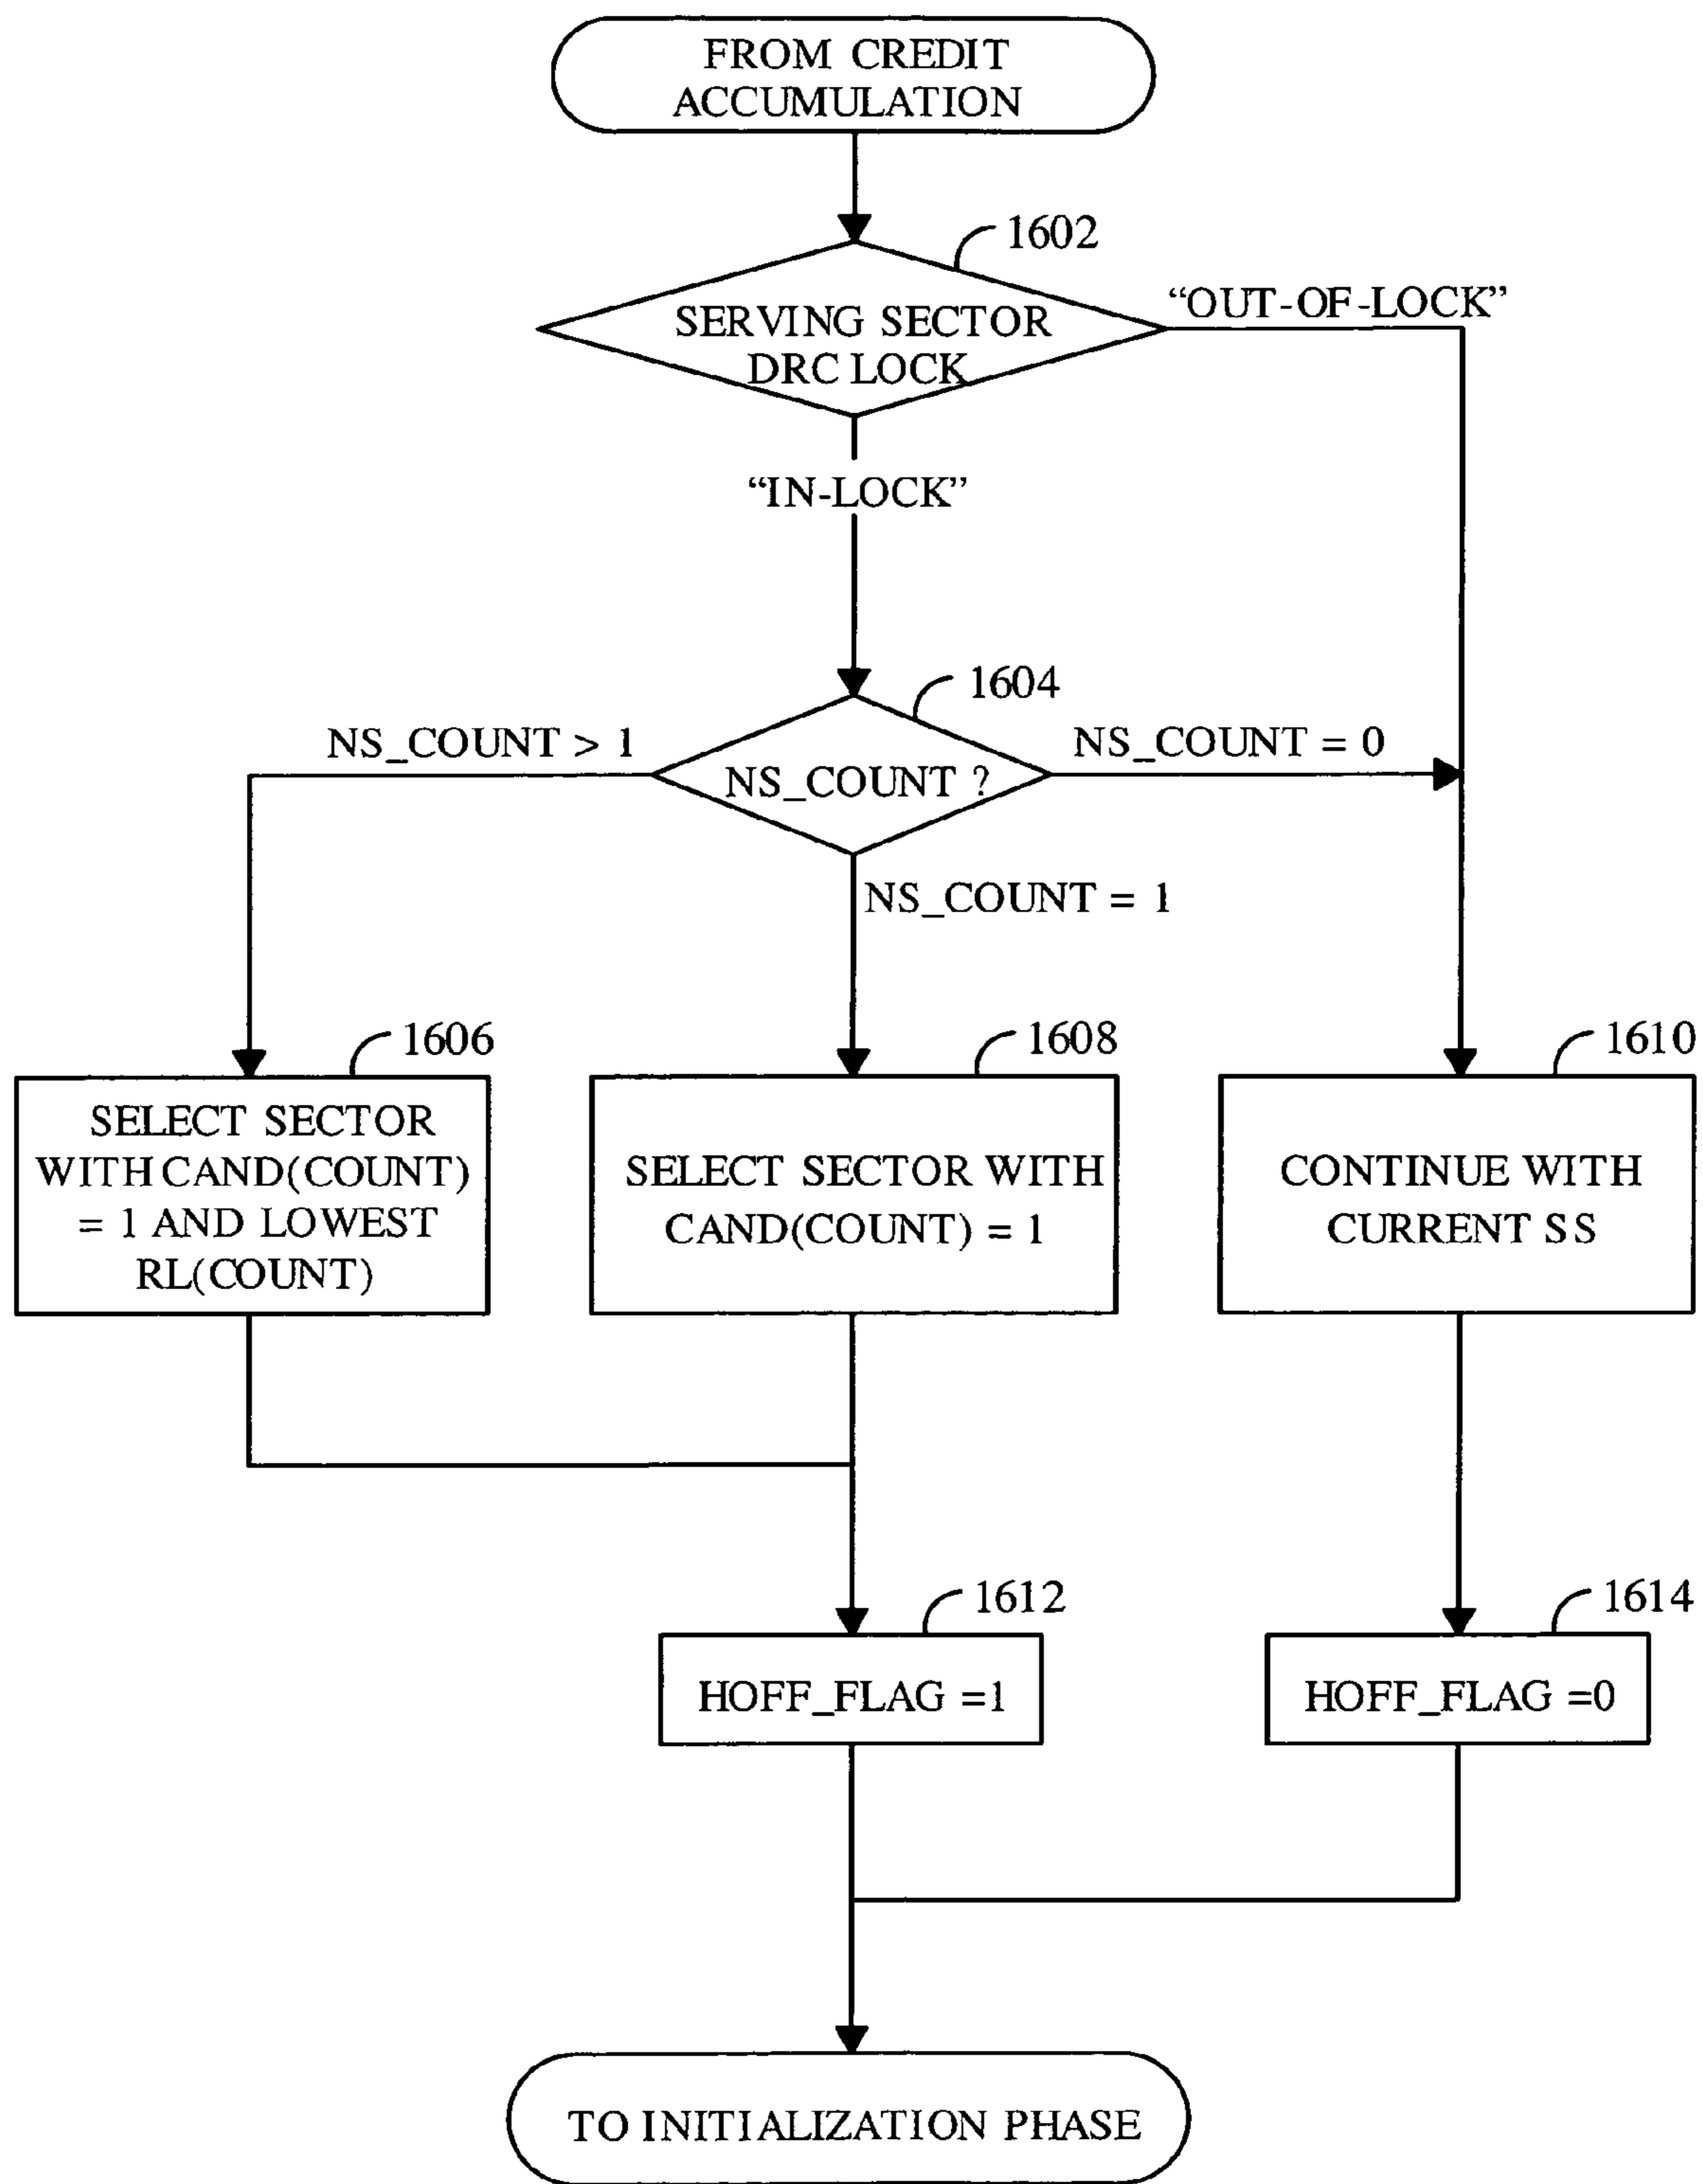 FROM CREDIT
ACCUMULATION
1602
SERVING SECTOR
DRC LOCK
“OUT-OF-LOCK”
“IN-LOCK”
1604
NS_COUNT > 1
NS_COUNT ?
NS_COUNT = 0
NS_COUNT = 1
1606
SELECT SECTOR
WITH CAND(COUNT)
= 1 AND LOWEST
RL(COUNT)
1608
SELECT SECTOR WITH
CAND(COUNT) = 1
1610
CONTINUE WITH
CURRENT SS
1612
HOFF_FLAG =1
1614
HOFF_FLAG =0
TO INITIALIZATION PHASE